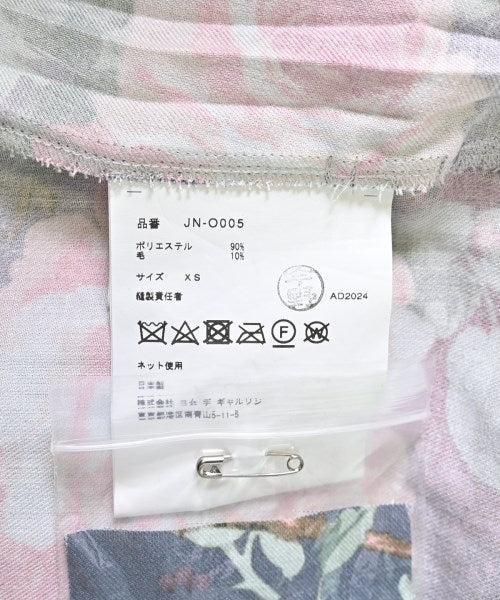 品番 JN-O005
ポリエステル 90%
毛 10%
サイズ XS
縫製責任者 AD2024
F W
ネット使用
日本製
株式会社 コム デ ギャルソン
東京都港区南青山5-11-5